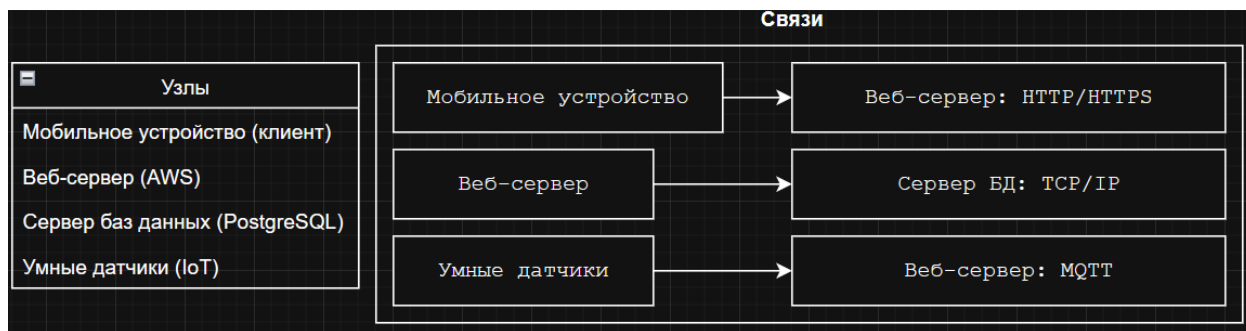 Связи
Узлы
Мобильное устройство (клиент)
Веб-сервер (AWS)
Сервер баз данных (PostgreSQL)
Умные датчики (IoT)
Мобильное устройство
Веб-сервер: HTTP/HTTPS
Веб-сервер
Сервер БД: TCP/IP
Умные датчики
Веб-сервер: MQTT